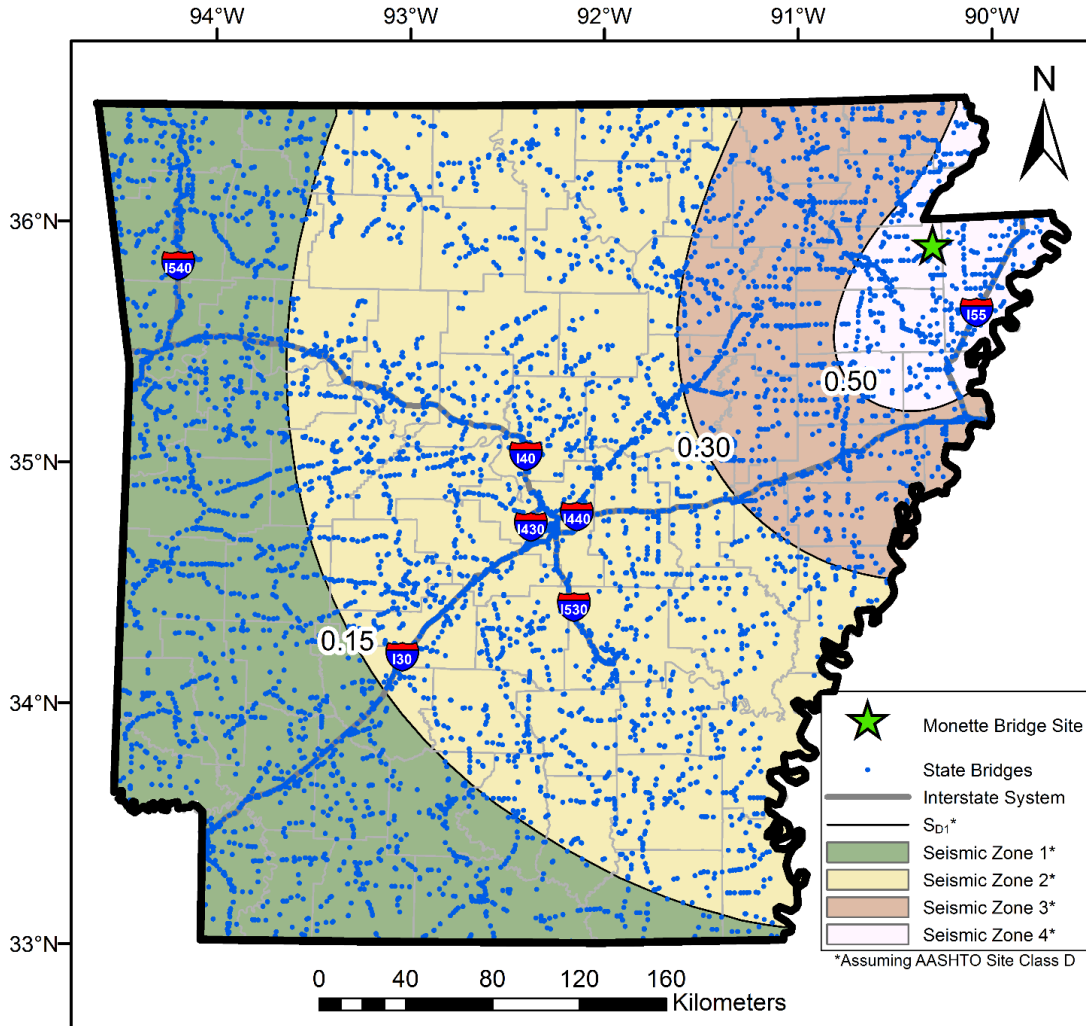 94°W 93°W 92°W 91°W 90°W
N
36°N
I540
I55
0.50
0.30
35°N
I40
I440
I430
I530
0.15
I30
34°N
Monette Bridge Site
State Bridges
Interstate System
SD1*
Seismic Zone 1*
Seismic Zone 2*
Seismic Zone 3*
Seismic Zone 4*
*Assuming AASHTO Site Class D
33°N
0 40 80 120 160
Kilometers